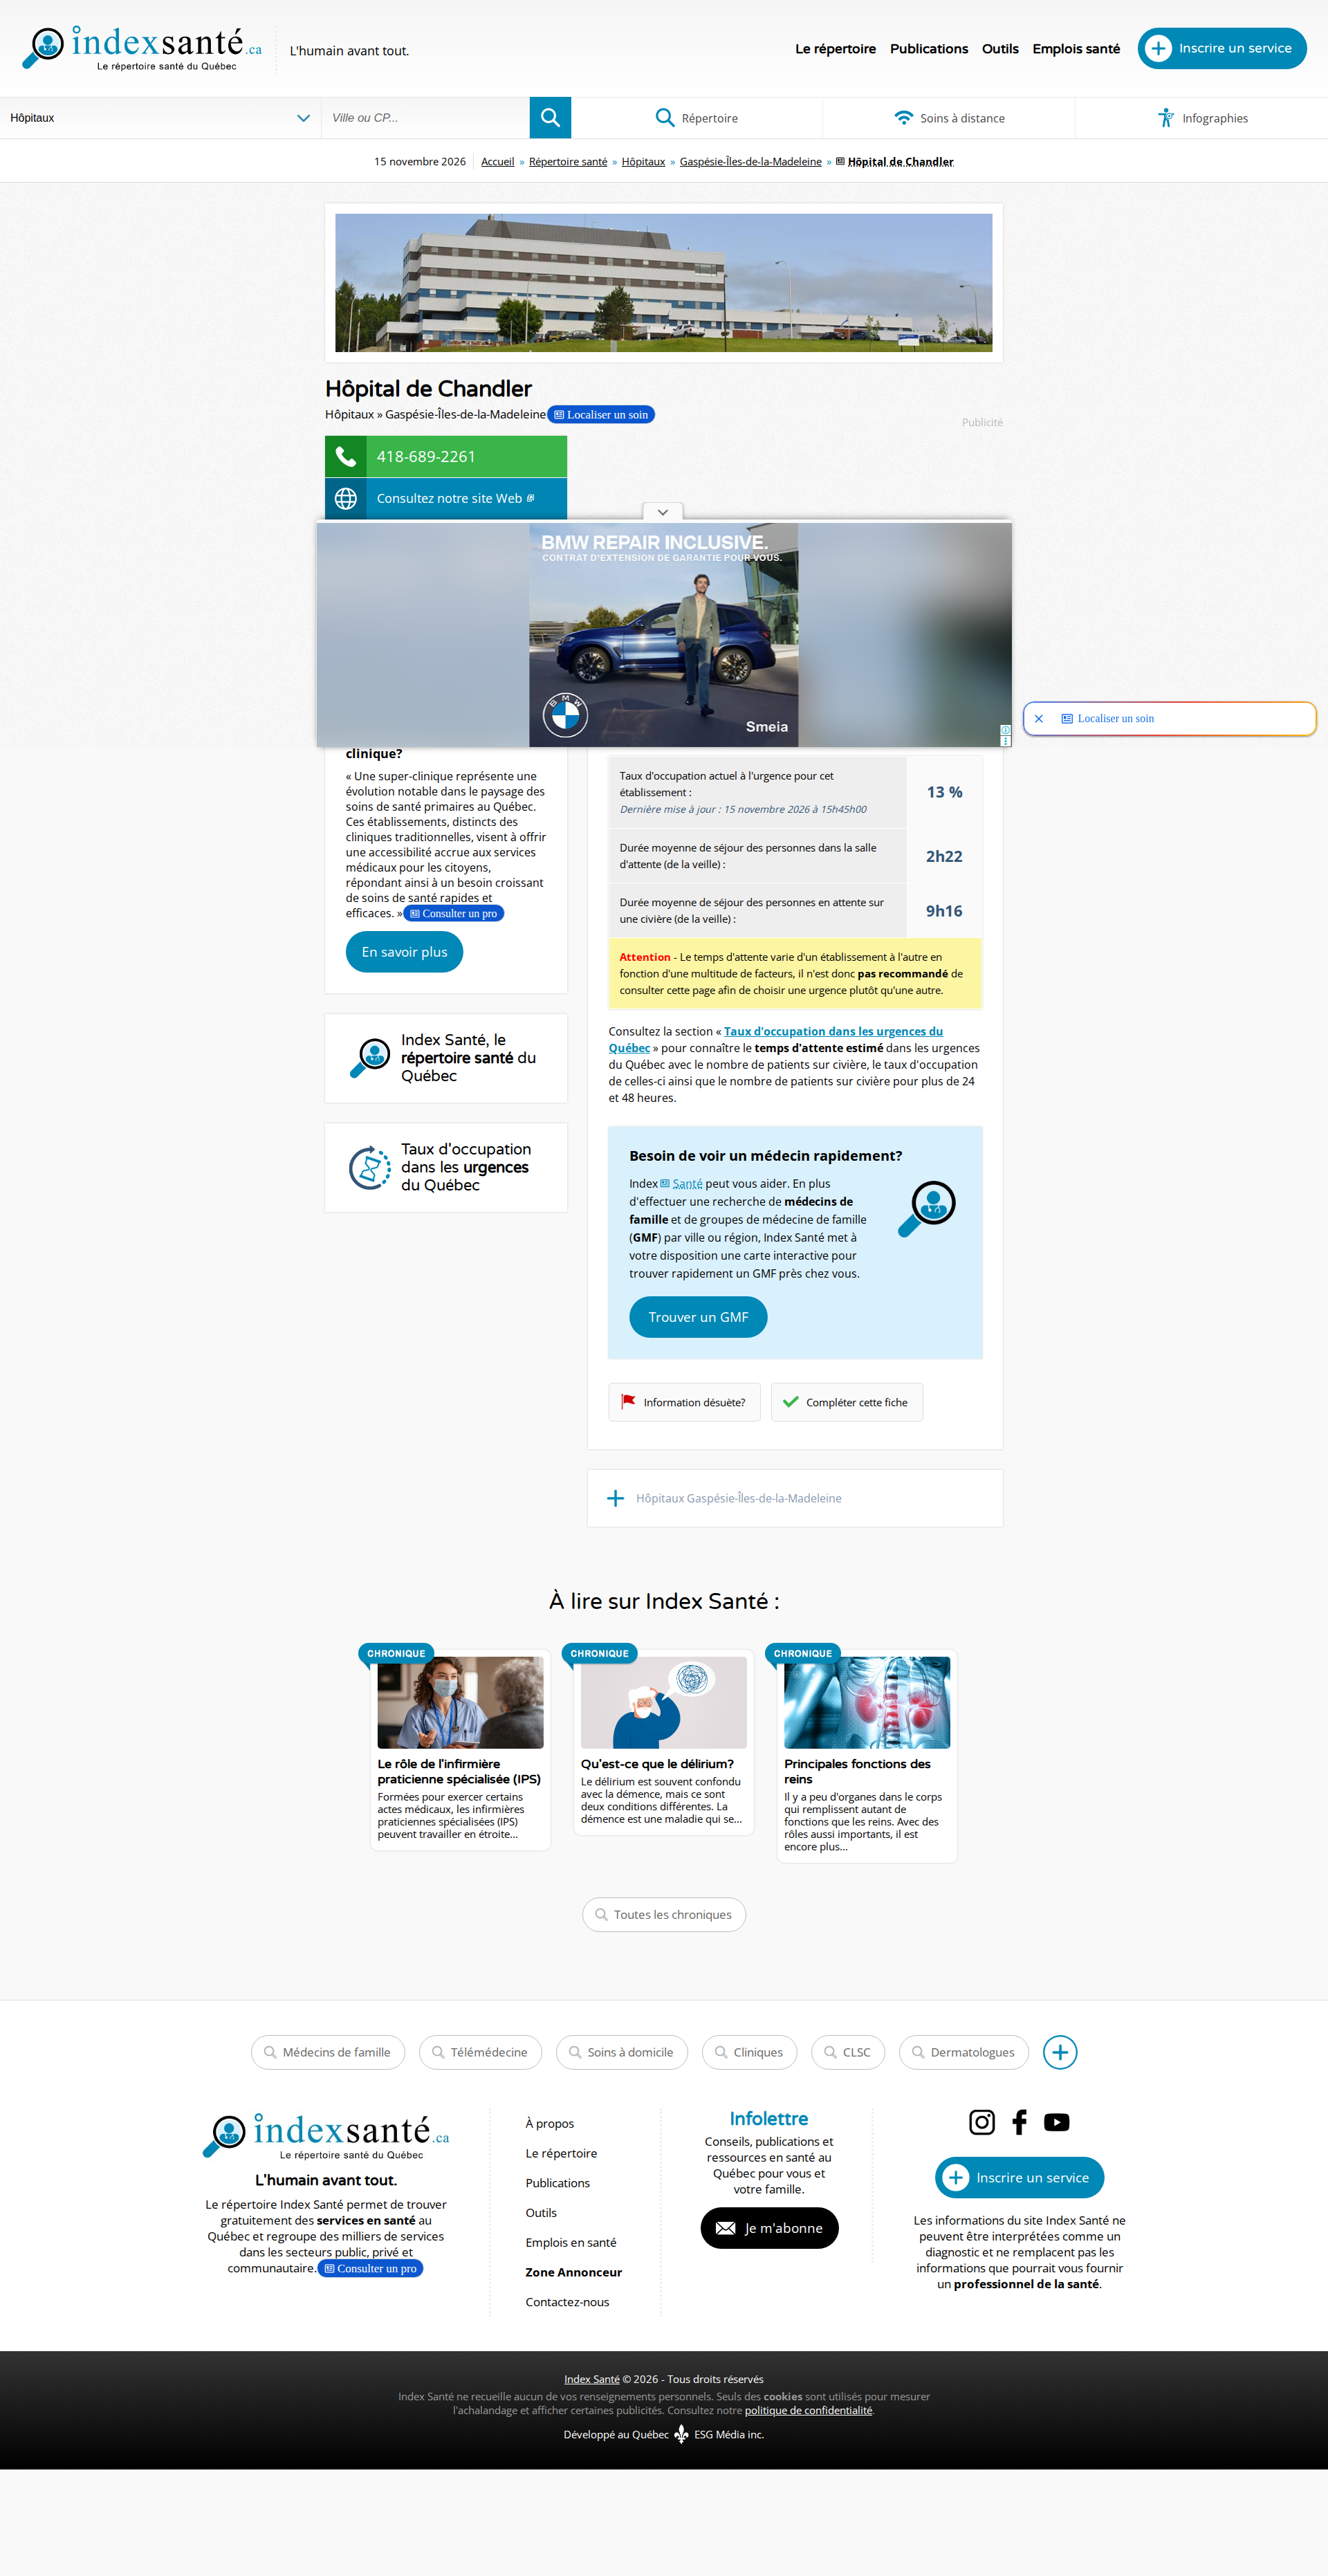 indexsanté.ca
Le répertoire santé du Québec
L'humain avant tout.
Le répertoire
Publications
Outils
Emplois santé
Inscrire un service
Hôpitaux
Ville ou CP...
Répertoire
Soins à distance
Infographies
15 novembre 2026
Accueil » Répertoire santé » Hôpitaux » Gaspésie-Îles-de-la-Madeleine » Hôpital de Chandler
Hôpital de Chandler
Hôpitaux » Gaspésie-Îles-de-la-Madeleine Localiser un soin
Publicité
418-689-2261
Consultez notre site Web
BMW REPAIR INCLUSIVE.
CONTRAT D'EXTENSION DE GARANTIE POUR VOUS.
BMW
Smeia
Localiser un soin
clinique?
« Une super-clinique représente une
évolution notable dans le paysage des
soins de santé primaires au Québec.
Ces établissements, distincts des
cliniques traditionnelles, visent à offrir
une accessibilité accrue aux services
médicaux pour les citoyens,
répondant ainsi à un besoin croissant
de soins de santé rapides et
efficaces. » Consulter un pro
En savoir plus
Index Santé, le
répertoire santé du
Québec
Taux d'occupation
dans les urgences
du Québec
Taux d'occupation actuel à l'urgence pour cet
établissement :
Dernière mise à jour : 15 novembre 2026 à 15h45h00
13 %
Durée moyenne de séjour des personnes dans la salle
d'attente (de la veille) :
2h22
Durée moyenne de séjour des personnes en attente sur
une civière (de la veille) :
9h16
Attention - Le temps d'attente varie d'un établissement à l'autre en
fonction d'une multitude de facteurs, il n'est donc pas recommandé de
consulter cette page afin de choisir une urgence plutôt qu'une autre.
Consultez la section « Taux d'occupation dans les urgences du
Québec » pour connaître le temps d'attente estimé dans les urgences
du Québec avec le nombre de patients sur civière, le taux d'occupation
de celles-ci ainsi que le nombre de patients sur civière pour plus de 24
et 48 heures.
Besoin de voir un médecin rapidement?
Index Santé peut vous aider. En plus
d'effectuer une recherche de médecins de
famille et de groupes de médecine de famille
(GMF) par ville ou région, Index Santé met à
votre disposition une carte interactive pour
trouver rapidement un GMF près chez vous.
Trouver un GMF
Information désuète?
Compléter cette fiche
Hôpitaux Gaspésie-Îles-de-la-Madeleine
À lire sur Index Santé :
CHRONIQUE
Le rôle de l'infirmière
praticienne spécialisée (IPS)
Formées pour exercer certains
actes médicaux, les infirmières
praticiennes spécialisées (IPS)
peuvent travailler en étroite...
CHRONIQUE
Qu'est-ce que le délirium?
Le délirium est souvent confondu
avec la démence, mais ce sont
deux conditions différentes. La
démence est une maladie qui se...
CHRONIQUE
Principales fonctions des
reins
Il y a peu d'organes dans le corps
qui remplissent autant de
fonctions que les reins. Avec des
rôles aussi importants, il est
encore plus...
Toutes les chroniques
Médecins de famille
Télémédecine
Soins à domicile
Cliniques
CLSC
Dermatologues
indexsanté.ca
Le répertoire santé du Québec
L'humain avant tout.
Le répertoire Index Santé permet de trouver
gratuitement des services en santé au
Québec et regroupe des milliers de services
dans les secteurs public, privé et
communautaire. Consulter un pro
À propos
Le répertoire
Publications
Outils
Emplois en santé
Zone Annonceur
Contactez-nous
Infolettre
Conseils, publications et
ressources en santé au
Québec pour vous et
votre famille.
Je m'abonne
Inscrire un service
Les informations du site Index Santé ne
peuvent être interprétées comme un
diagnostic et ne remplacent pas les
informations que pourrait vous fournir
un professionnel de la santé.
Index Santé © 2026 - Tous droits réservés
Index Santé ne recueille aucun de vos renseignements personnels. Seuls des cookies sont utilisés pour mesurer
l'achalandage et afficher certaines publicités. Consultez notre politique de confidentialité.
Développé au Québec ESG Média inc.